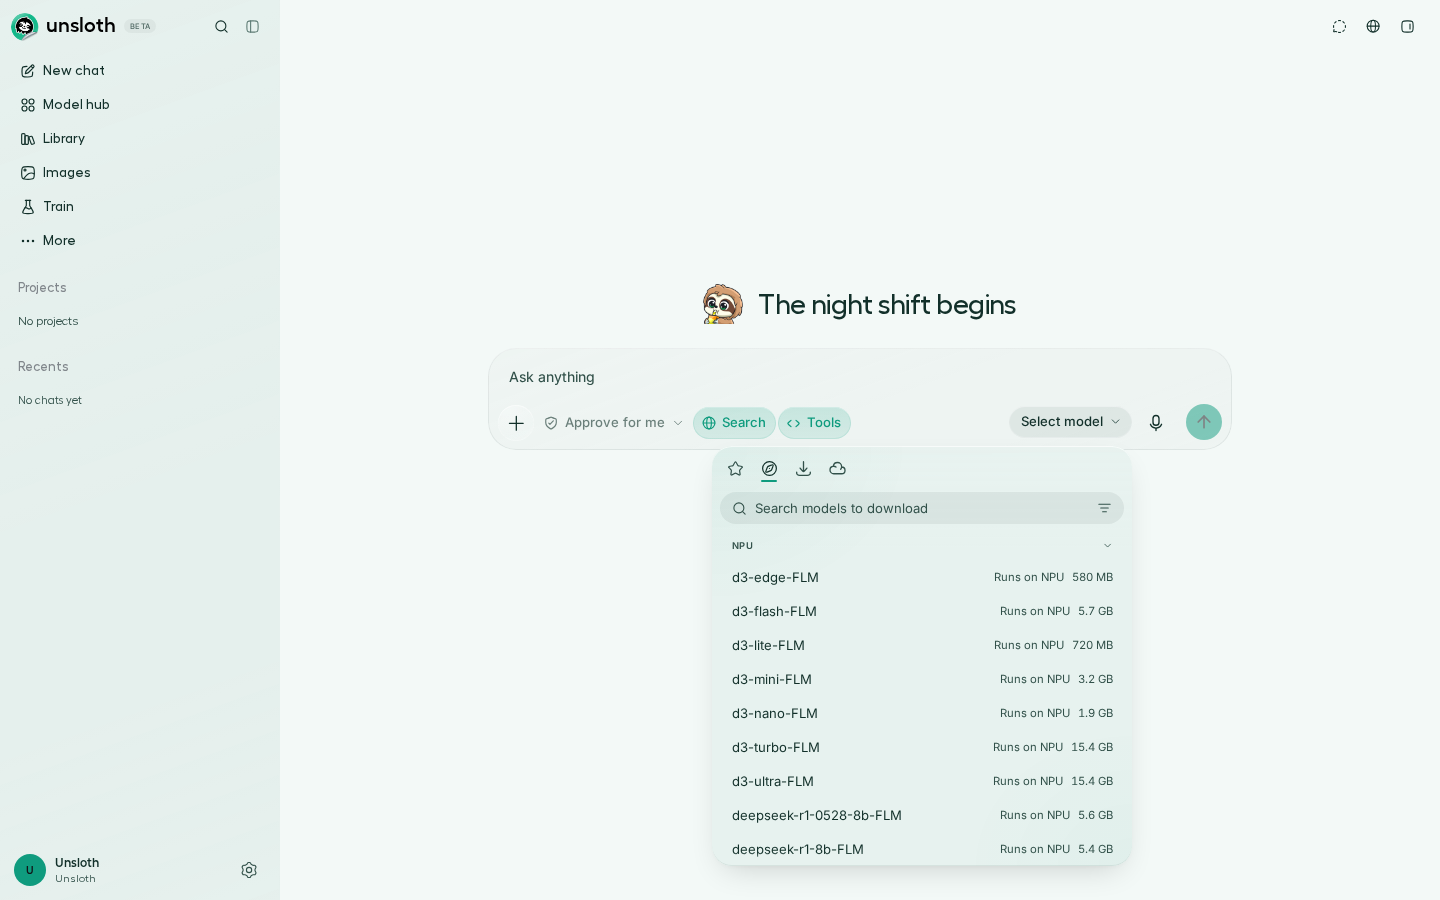 unsloth BETA
New chat
Model hub
Library
Images
Train
More
Projects
No projects
Recents
No chats yet
U
Unsloth
Unsloth
The night shift begins
Ask anything
Approve for me
Search
Tools
Select model
Search models to download
NPU
d3-edge-FLM Runs on NPU 580 MB
d3-flash-FLM Runs on NPU 5.7 GB
d3-lite-FLM Runs on NPU 720 MB
d3-mini-FLM Runs on NPU 3.2 GB
d3-nano-FLM Runs on NPU 1.9 GB
d3-turbo-FLM Runs on NPU 15.4 GB
d3-ultra-FLM Runs on NPU 15.4 GB
deepseek-r1-0528-8b-FLM Runs on NPU 5.6 GB
deepseek-r1-8b-FLM Runs on NPU 5.4 GB